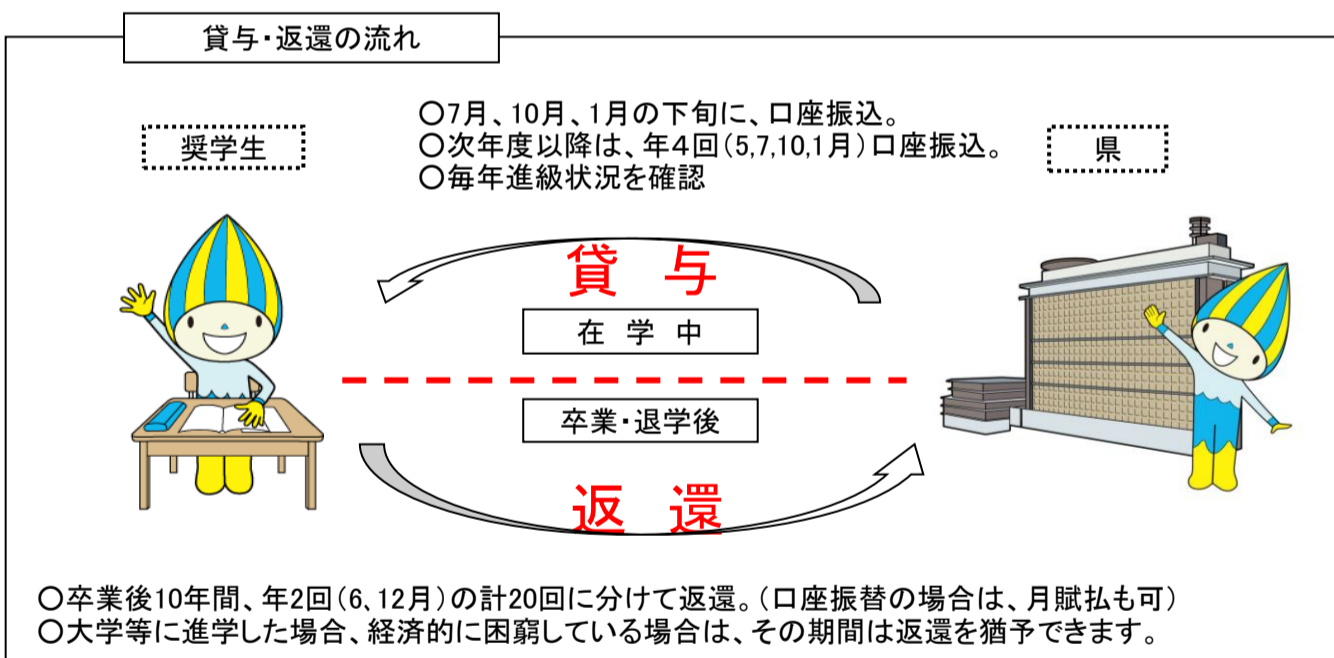 貸与・返還の流れ
〇7月、10月、1月の下旬に、口座振込。
〇次年度以降は、年4回(5,7,10,1月)口座振込。
〇毎年進級状況を確認
奨学生
県
貸　与
在　学　中
卒業・退学後
返　還
〇卒業後10年間、年2回(6、12月)の計20回に分けて返還。(口座振替の場合は、月賦払も可)
〇大学等に進学した場合、経済的に困窮している場合は、その期間は返還を猶予できます。